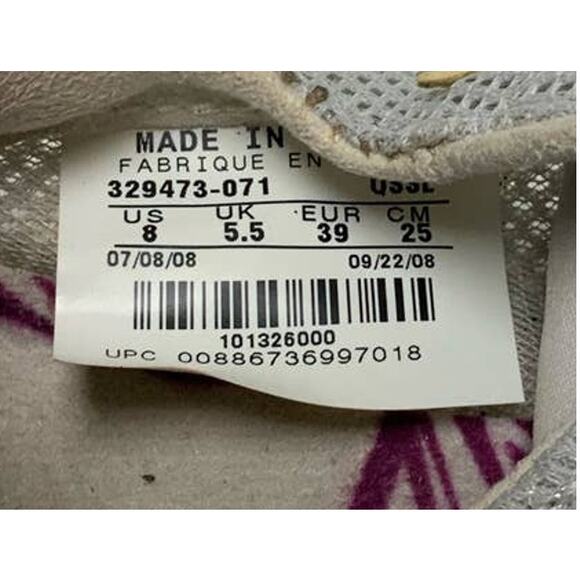 MADE IN
FABRIQUE EN
329473-071
US UK EUR CM
8 5.5 39 25
07/08/08 09/22/08
101326000
UPC 00886736997018